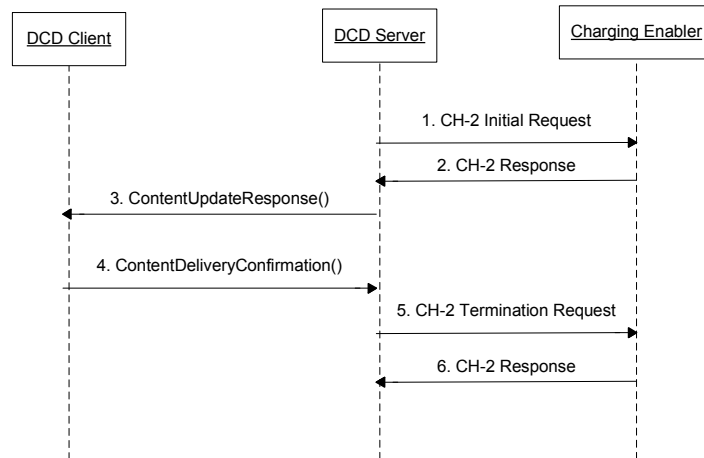 DCD Client
DCD Server
Charging Enabler
1. CH-2 Initial Request
2. CH-2 Response
3. ContentUpdateResponse()
4. ContentDeliveryConfirmation()
5. CH-2 Termination Request
6. CH-2 Response